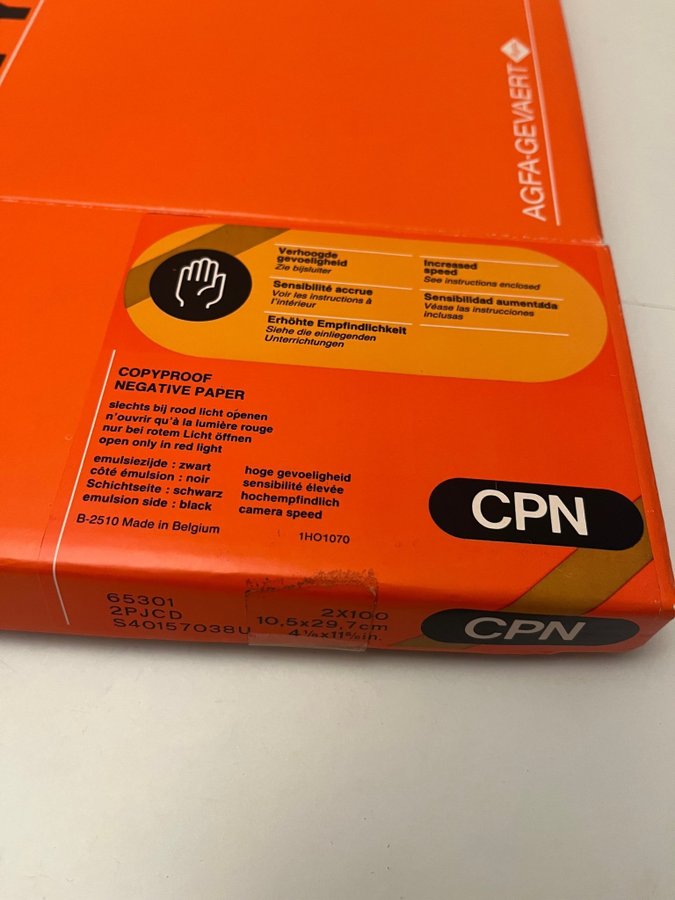 AGFA-GEVAERT
Verhoogde
gevoeligheid
Zie bijsluiter
Sensibilité accrue
Voir les instructions à
l'intérieur
Erhöhte Empfindlichkeit
Siehe die einliegenden
Unterrichtungen
Increased
speed
See instructions enclosed
Sensibilidad aumentada
Véase las instrucciones
inclusas
COPYPROOF
NEGATIVE PAPER
slechts bij rood licht openen
n'ouvrir qu'à la lumière rouge
nur bei rotem Licht öffnen
open only in red light
emulsiezijde : zwart
côté émulsion : noir
Schichtseite : schwarz
emulsion side : black
hoge gevoeligheid
sensibilité élevée
hochempfindlich
camera speed
B-2510 Made in Belgium
1HO1070
CPN
65301
2PJCD
S40157038U
2X100
10,5x29,7cm
in.
CPN